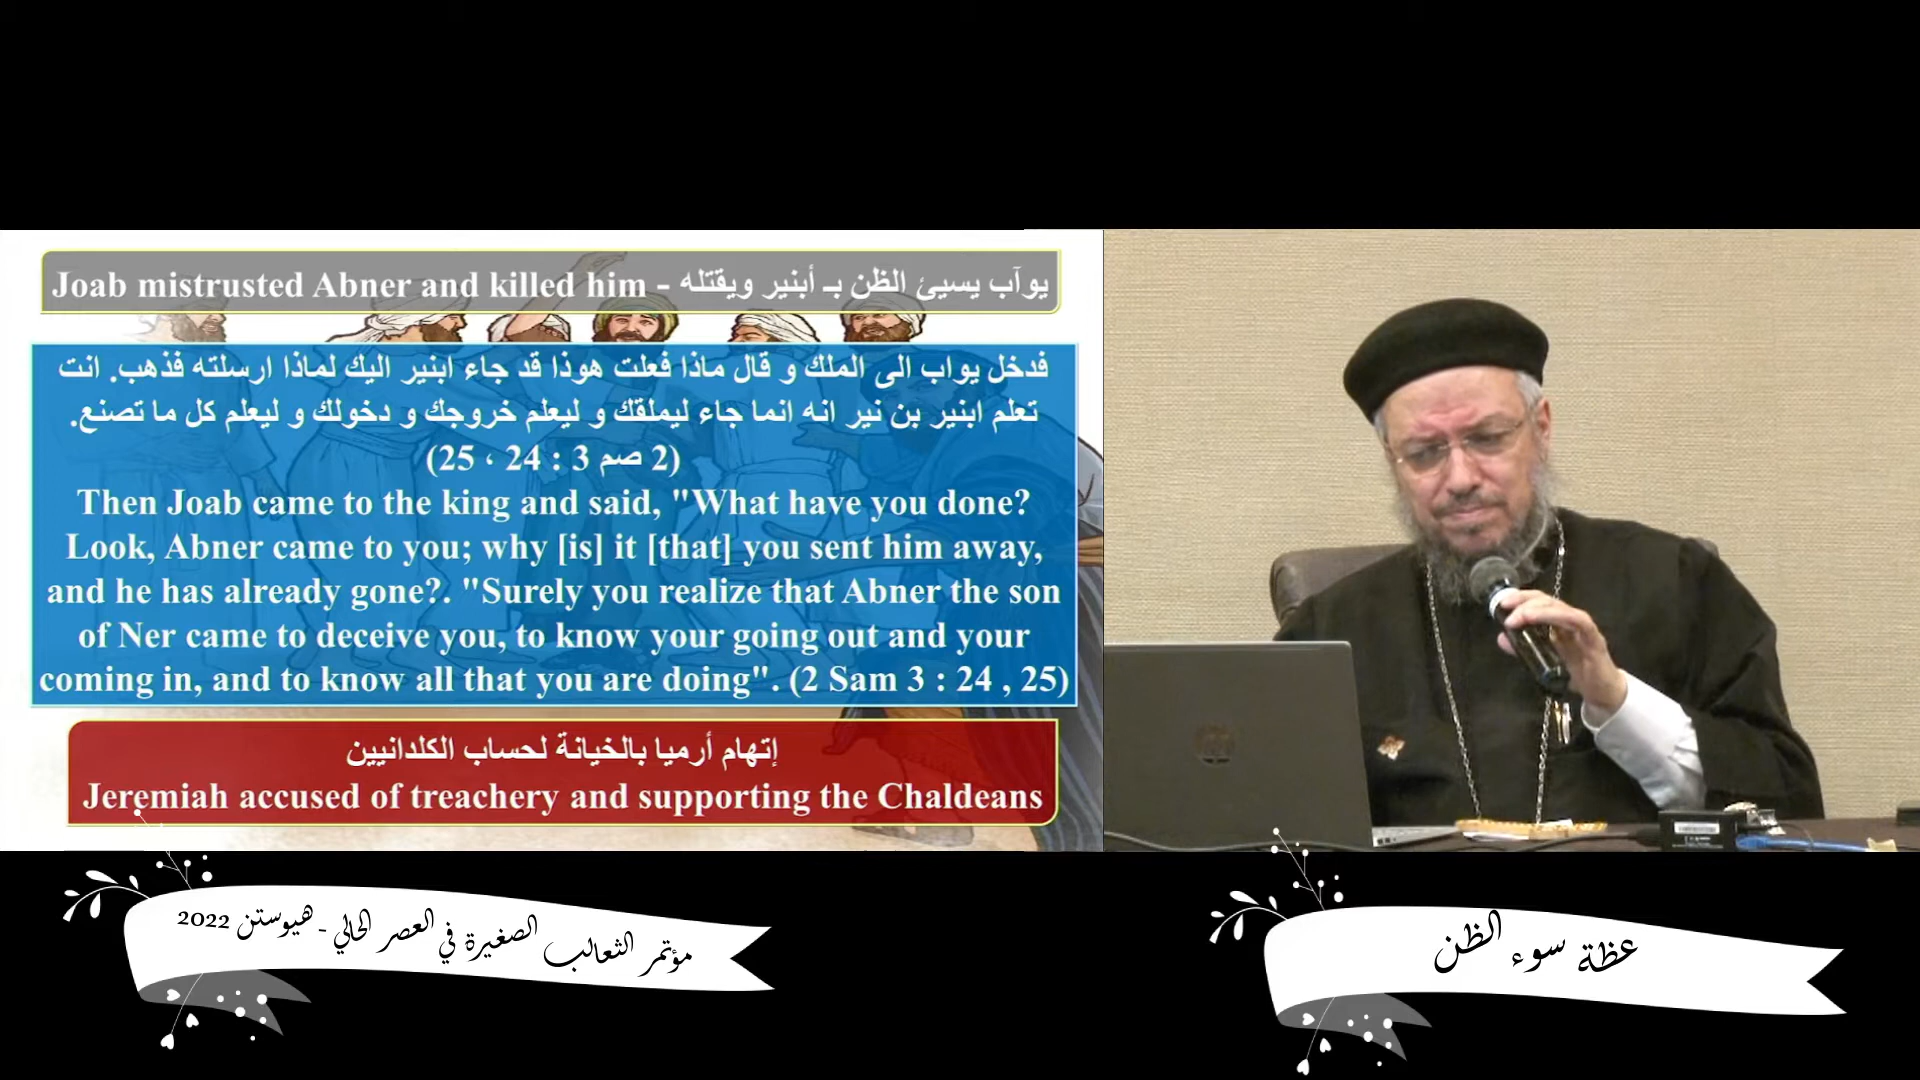 Joab mistrusted Abner and killed him - يوآب يسيئ الظن بـ أبنير ويقتله
فدخل يواب الى الملك و قال ماذا فعلت هوذا قد جاء ابنير اليك لماذا ارسلته فذهب. انت
تعلم ابنير بن نير انه انما جاء ليملقك و ليعلم خروجك و دخولك و ليعلم كل ما تصنع.
(2 صم 3 : 24 ، 25)
Then Joab came to the king and said, "What have you done?
Look, Abner came to you; why [is] it [that] you sent him away,
and he has already gone?. "Surely you realize that Abner the son
of Ner came to deceive you, to know your going out and your
coming in, and to know all that you are doing". (2 Sam 3 : 24 , 25)
إتهام أرميا بالخيانة لحساب الكلدانيين
Jeremiah accused of treachery and supporting the Chaldeans
مؤتمر الثعالب الصغيرة في العصر الحالي - هيوستن 2022
عظة سوء الظن